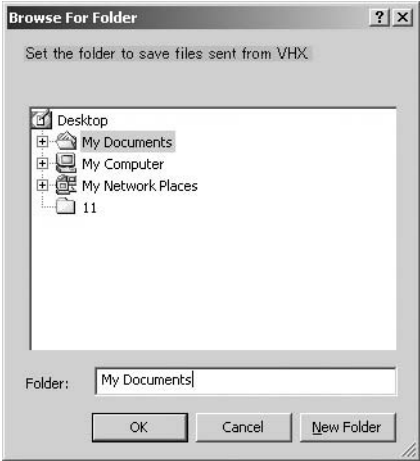 Browse For Folder
Set the folder to save files sent from VHX.
Desktop
My Documents
My Computer
My Network Places
11
Folder: My Documents
OK Cancel New Folder